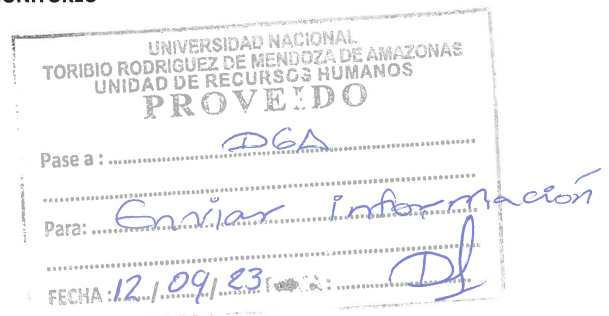 UNIVERSIDAD NACIONAL
TORIBIO RODRIGUEZ DE MENDOZA DE AMAZONAS
UNIDAD DE RECURSOS HUMANOS
PROVEIDO
Pase a : DGA
Para: Enviar información
FECHA : 12 / 09 / 23